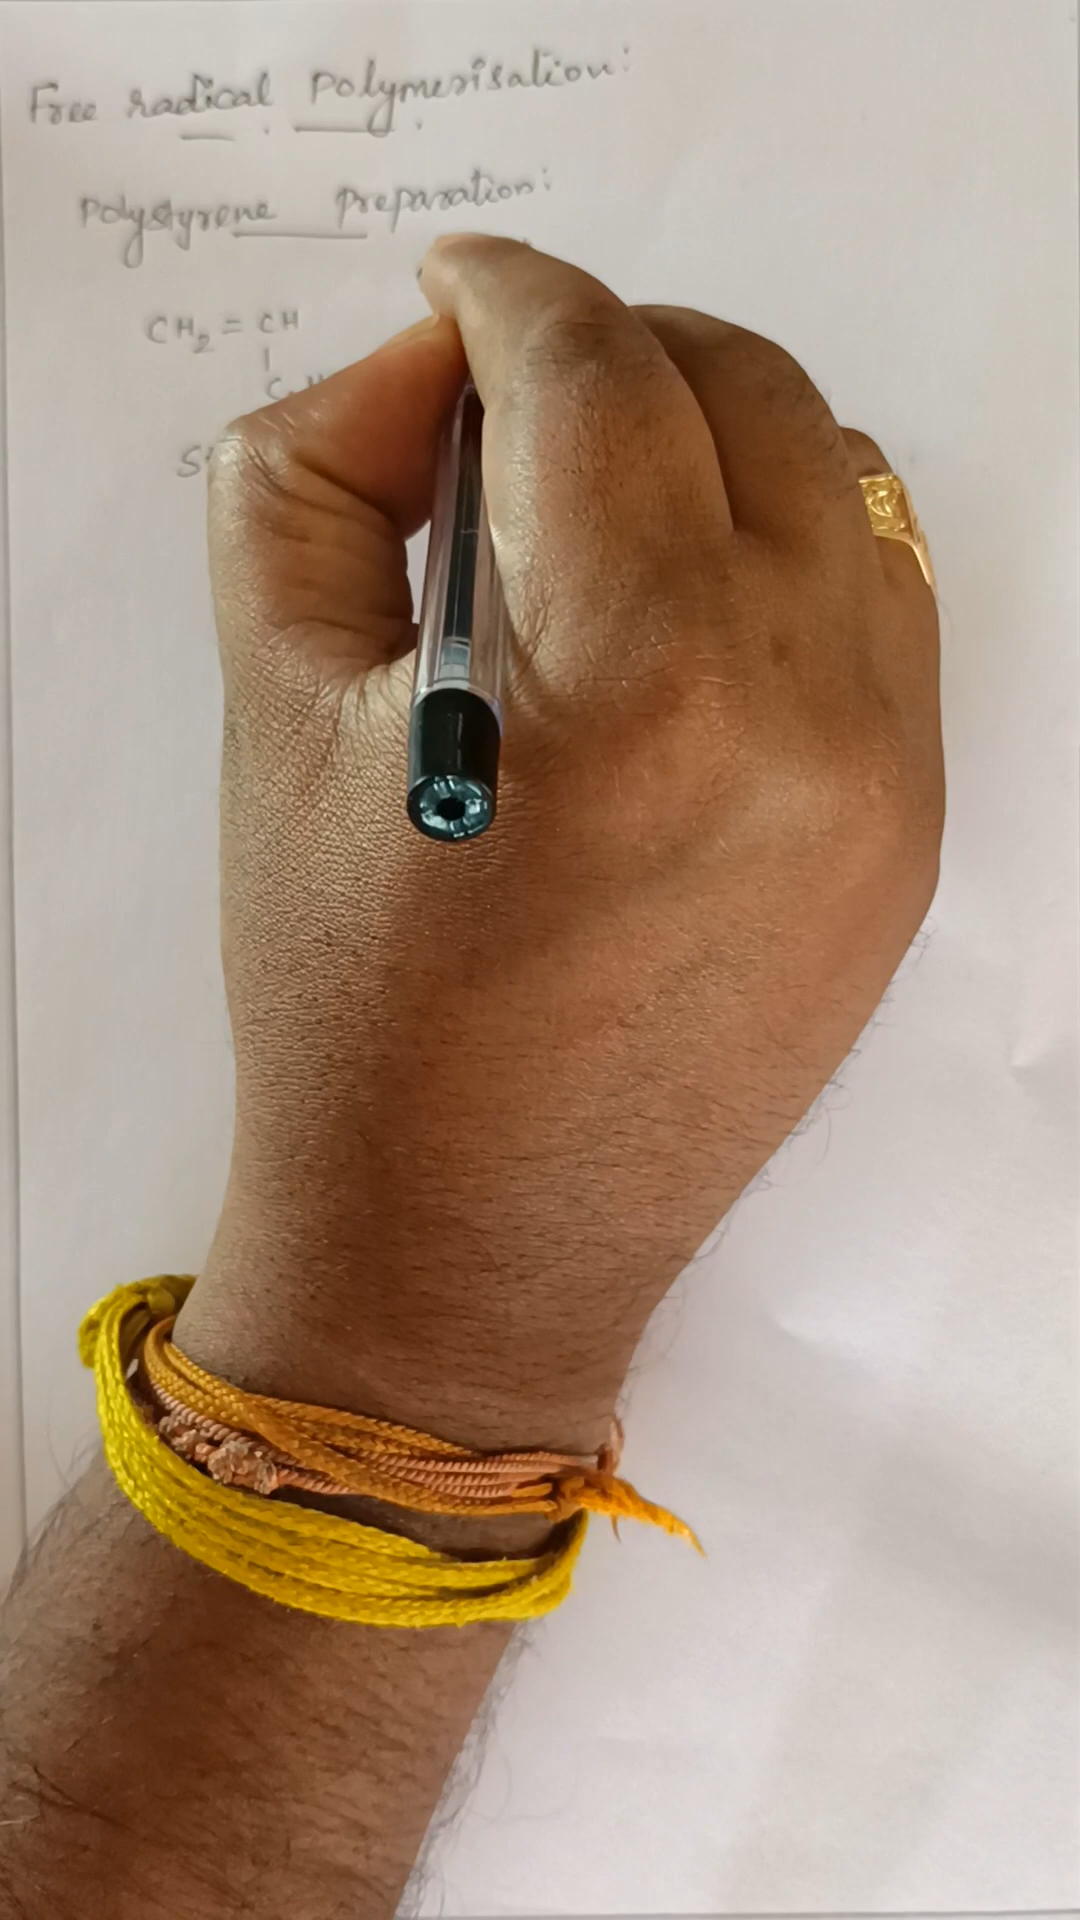 Free radical Polymerisation:
Polystyrene preparation:
CH₂ = CH
|